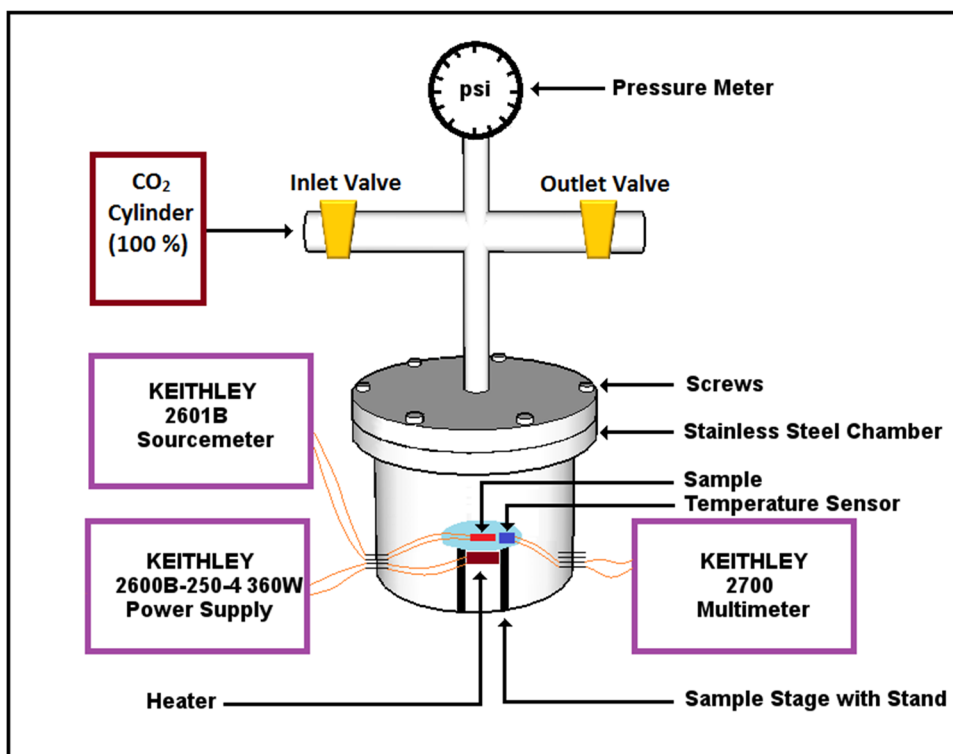 psi
Pressure Meter
CO₂
Cylinder
(100 %)
Inlet Valve
Outlet Valve
KEITHLEY
2601B
Sourcemeter
Screws
Stainless Steel Chamber
Sample
Temperature Sensor
KEITHLEY
2600B-250-4 360W
Power Supply
KEITHLEY
2700
Multimeter
Heater
Sample Stage with Stand